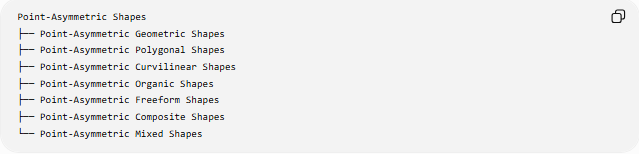 Point-Asymmetric Shapes
├── Point-Asymmetric Geometric Shapes
├── Point-Asymmetric Polygonal Shapes
├── Point-Asymmetric Curvilinear Shapes
├── Point-Asymmetric Organic Shapes
├── Point-Asymmetric Freeform Shapes
├── Point-Asymmetric Composite Shapes
└── Point-Asymmetric Mixed Shapes